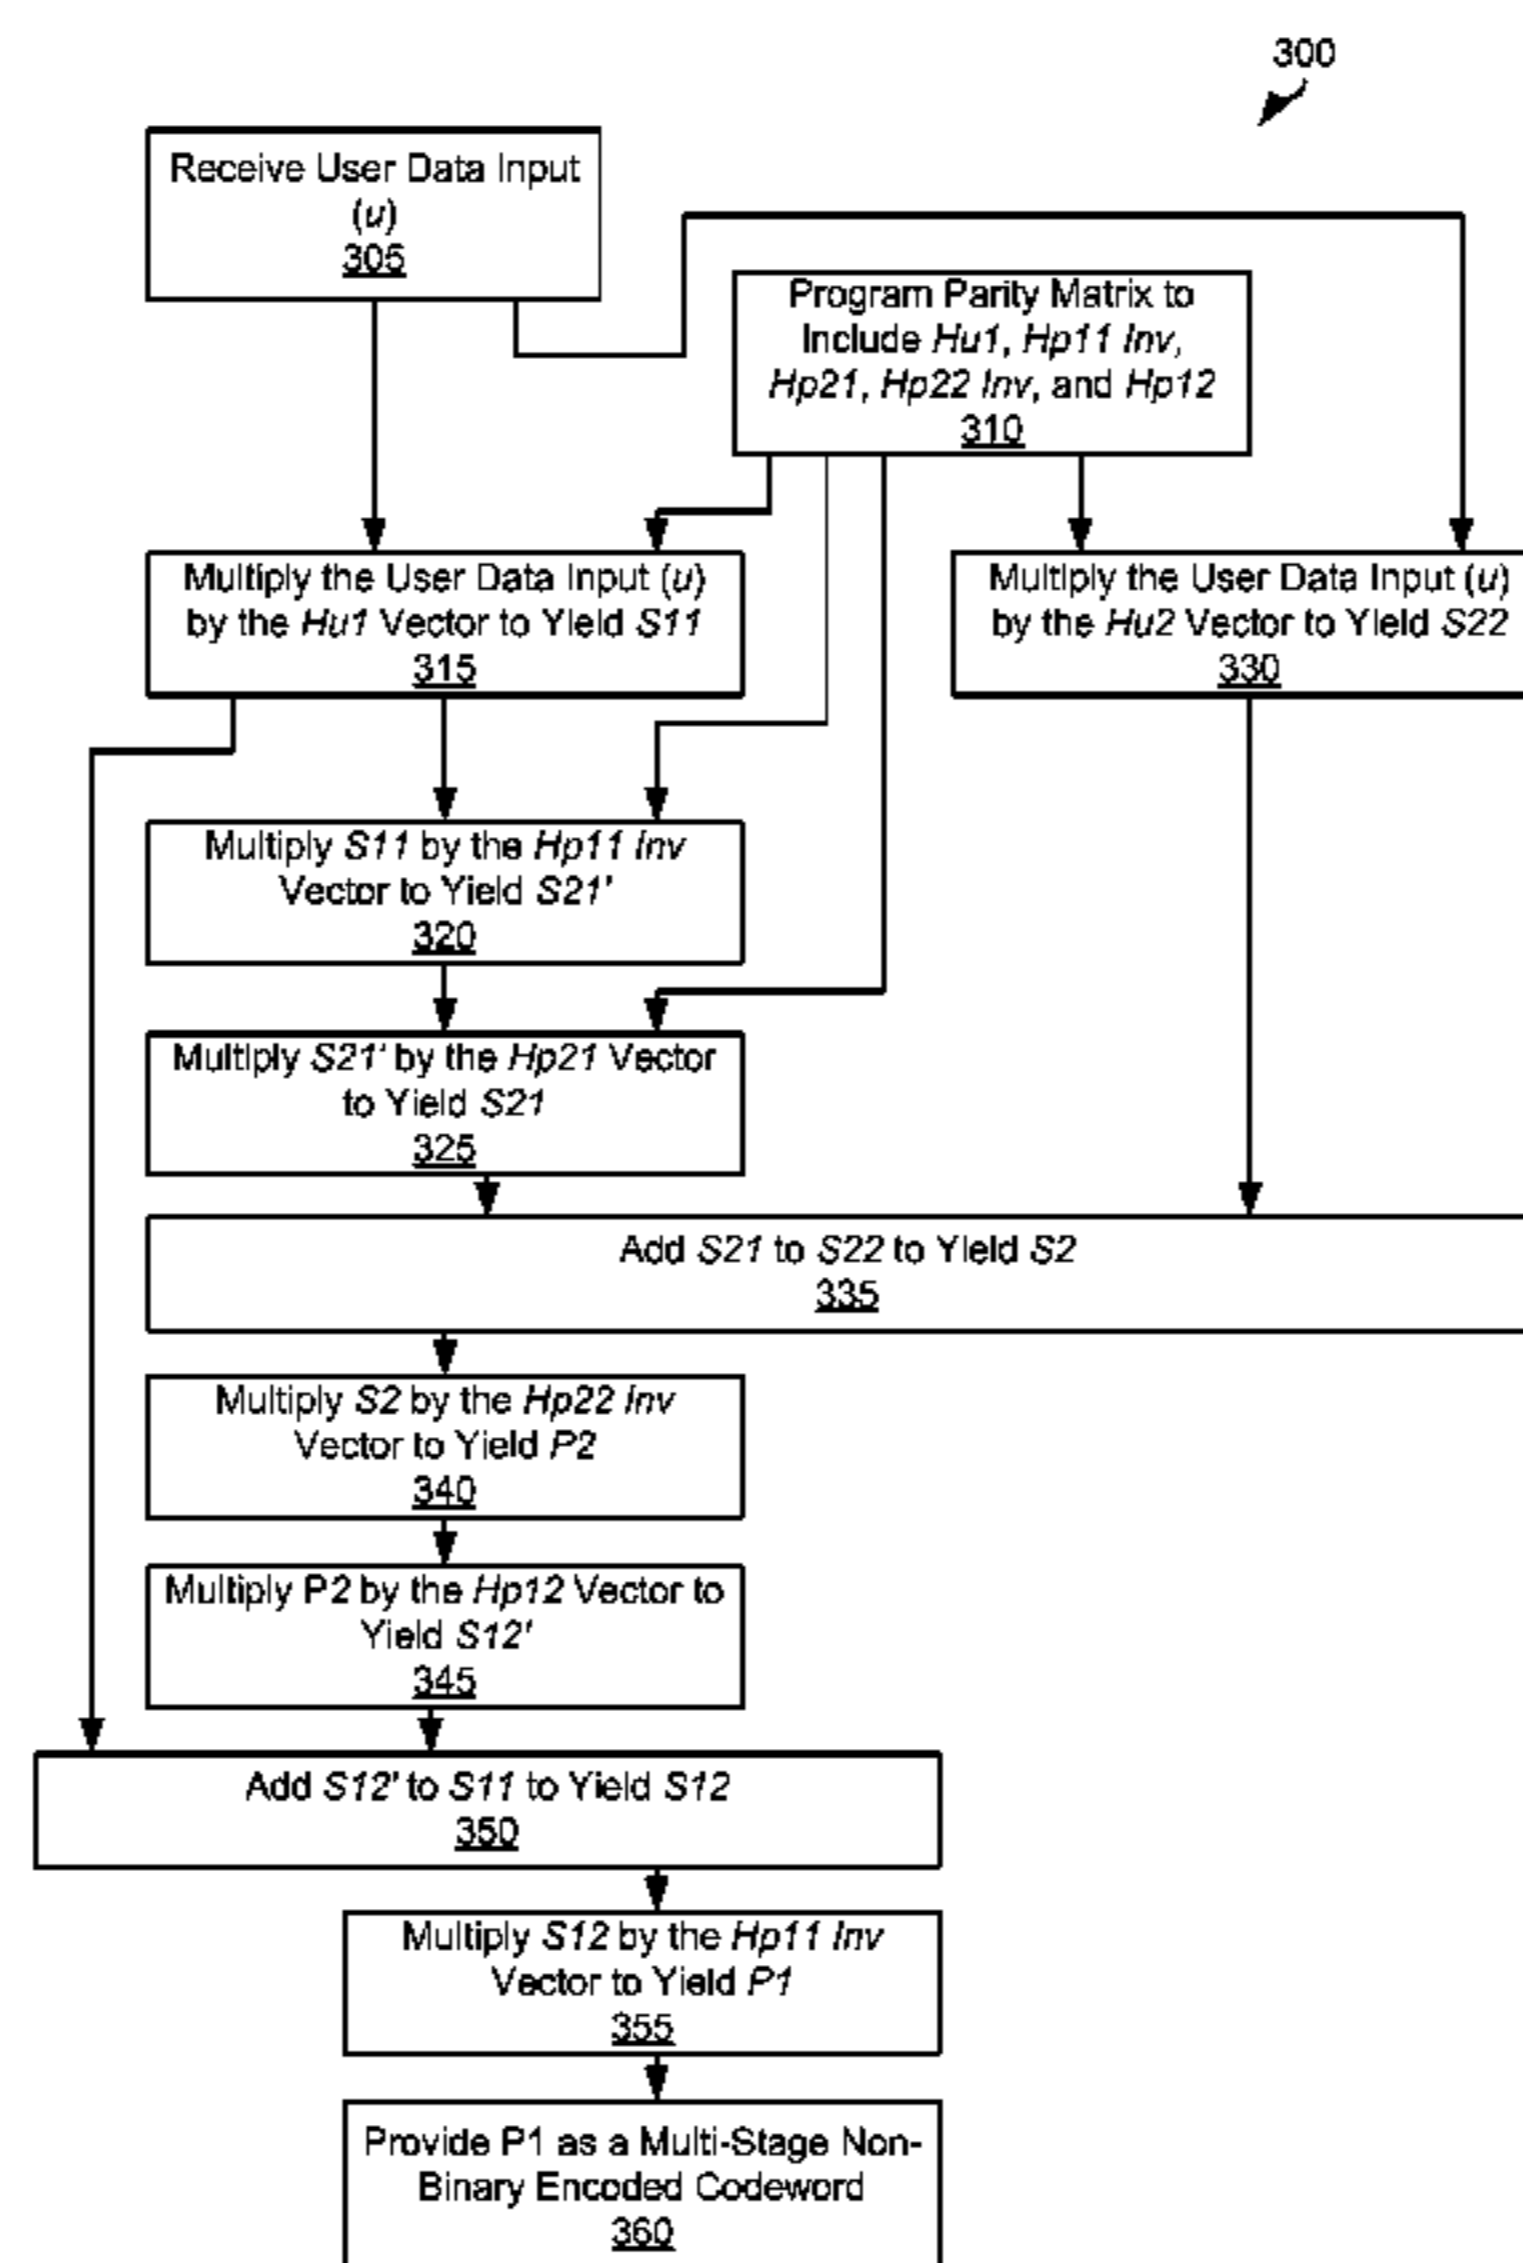 300
Receive User Data Input
(u)
305
Program Parity Matrix to
Include Hu1, Hp11 Inv,
Hp21, Hp22 Inv, and Hp12
310
Multiply the User Data Input (u)
by the Hu1 Vector to Yield S11
315
Multiply the User Data Input (u)
by the Hu2 Vector to Yield S22
330
Multiply S11 by the Hp11 Inv
Vector to Yield S21'
320
Multiply S21' by the Hp21 Vector
to Yield S21
325
Add S21 to S22 to Yield S2
335
Multiply S2 by the Hp22 Inv
Vector to Yield P2
340
Multiply P2 by the Hp12 Vector to
Yield S12'
345
Add S12' to S11 to Yield S12
350
Multiply S12 by the Hp11 Inv
Vector to Yield P1
355
Provide P1 as a Multi-Stage Non-
Binary Encoded Codeword
360